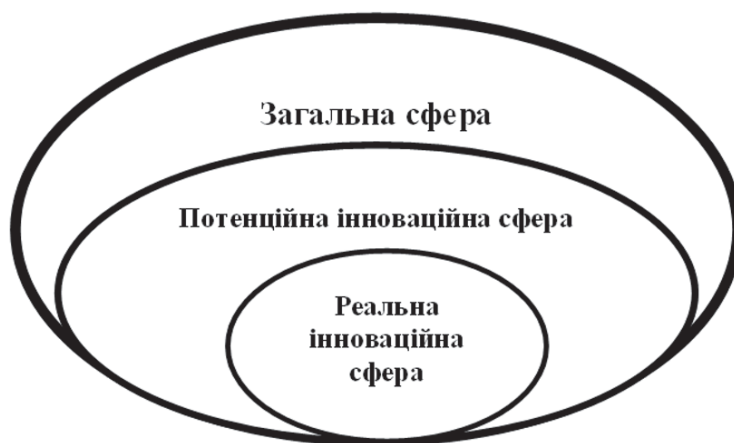 Загальна сфера
Потенційна інноваційна сфера
Реальна
інноваційна
сфера